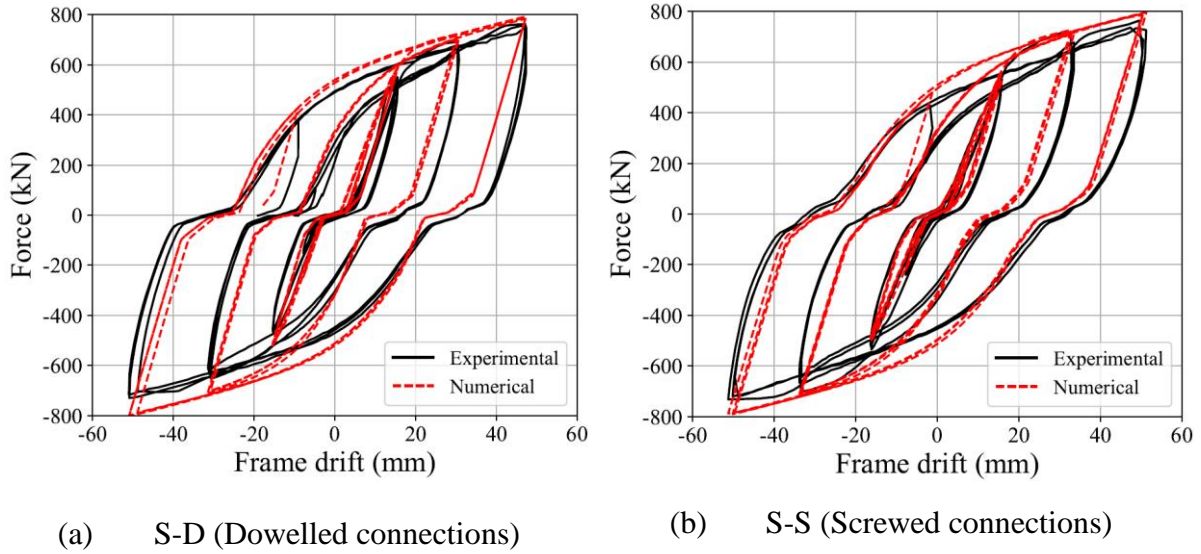 800
600
400
200
0
-200
-400
-600
-800
-60 -40 -20 0 20 40 60
Force (kN)
Frame drift (mm)
Experimental
Numerical
(a) S-D (Dowelled connections)
800
600
400
200
0
-200
-400
-600
-800
-60 -40 -20 0 20 40 60
Force (kN)
Frame drift (mm)
Experimental
Numerical
(b) S-S (Screwed connections)